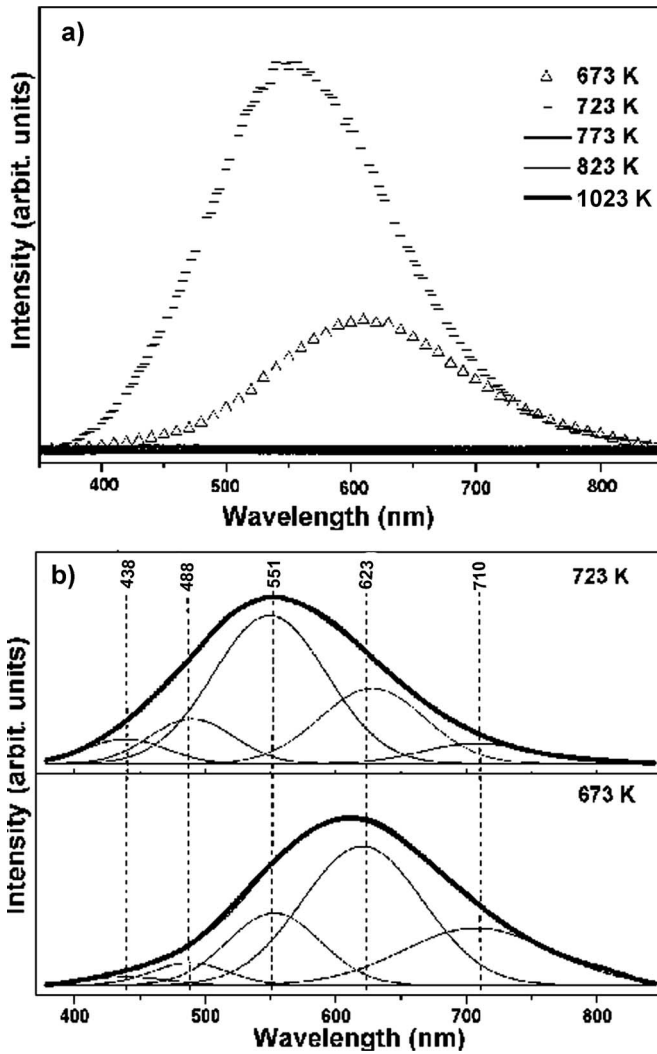 a)
673 K
723 K
773 K
823 K
1023 K
Intensity (arbit. units)
400 500 600 700 800
Wavelength (nm)
b)
438 488 551 623 710
723 K
673 K
Intensity (arbit. units)
400 500 600 700 800
Wavelength (nm)